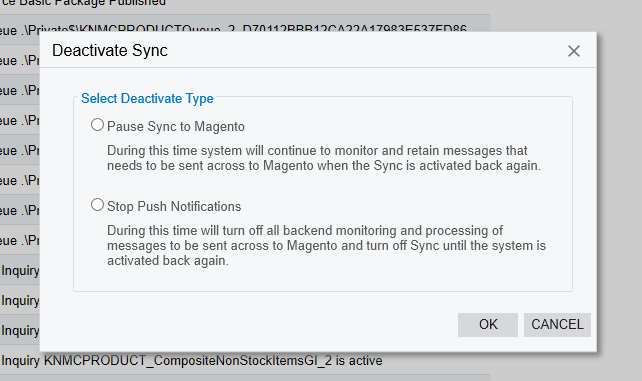 rce Basic Package Published
eue .\Private$\KNMCPRODUCTQueue_2_D70112BBB12CA22A17983E537ED86
Deactivate Sync
eue .\Pr
eue .\Pr
Select Deactivate Type
eue .\Pr
Pause Sync to Magento
eue .\Pr
During this time system will continue to monitor and retain messages that
needs to be sent across to Magento when the Sync is activated back again.
eue .\Pr
eue .\Pr
Stop Push Notifications
eue .\Pr
During this time will turn off all backend monitoring and processing of
messages to be sent across to Magento and turn off Sync until the system is
activated back again.
Inquiry
Inquiry
Inquiry
OK
CANCEL
Inquiry KNMCPRODUCT_CompositeNonStockItemsGI_2 is active